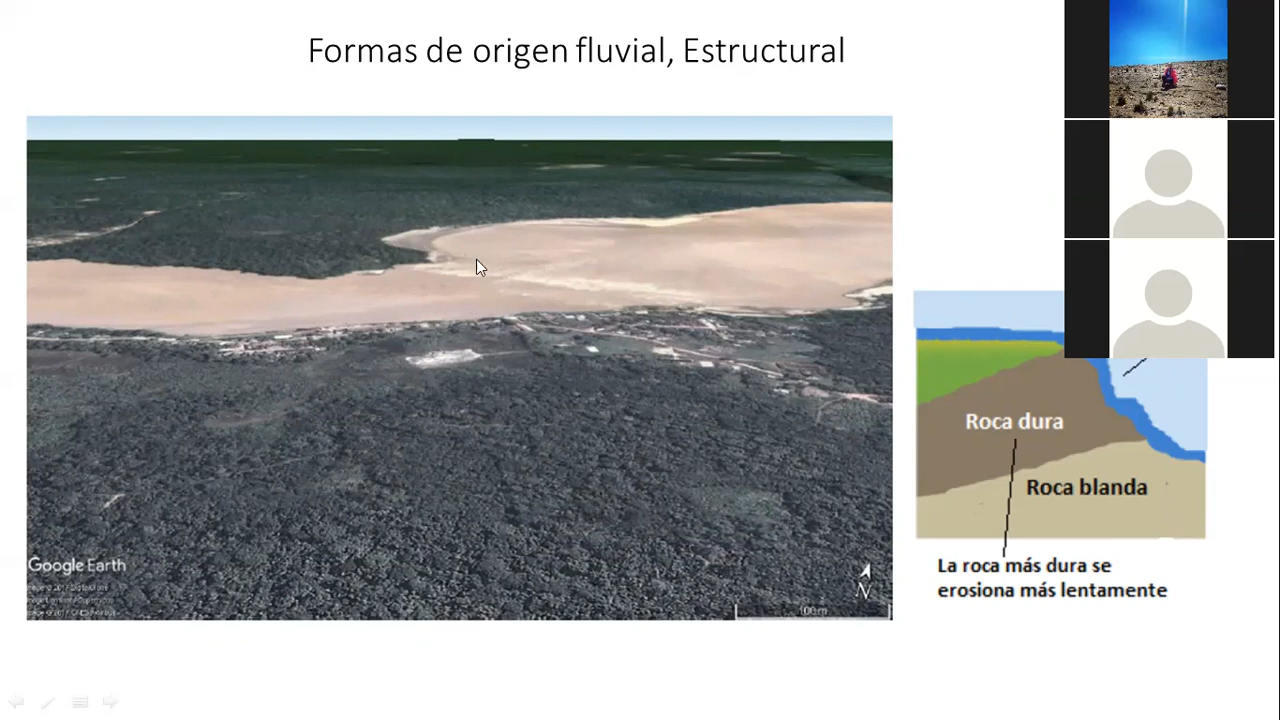 Formas de origen fluvial, Estructural
Roca dura
Roca blanda
Google Earth
N
100 m
La roca más dura se
erosiona más lentamente